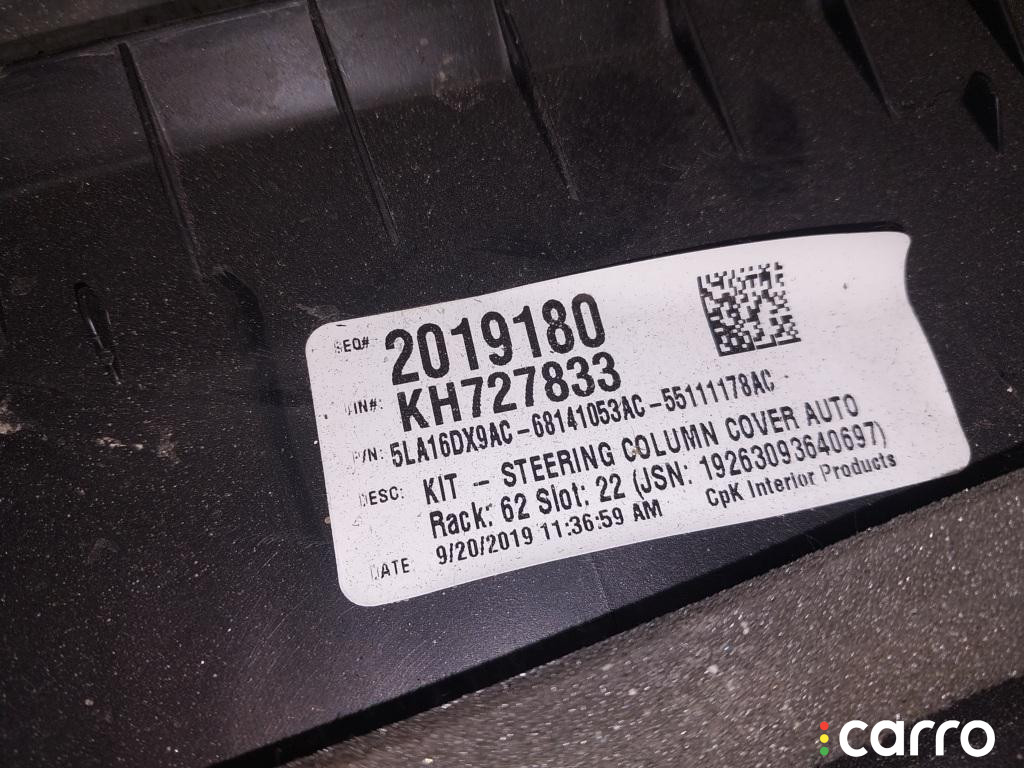 SEQ# 2019180
VIN#: KH727833
P/N: 5LA16DX9AC-68141053AC-55111178AC
DESC: KIT - STEERING COLUMN COVER AUTO
Rack: 62 Slot: 22 (JSN: 19263093640697)
DATE 9/20/2019 11:36:59 AM CpK Interior Products
carro